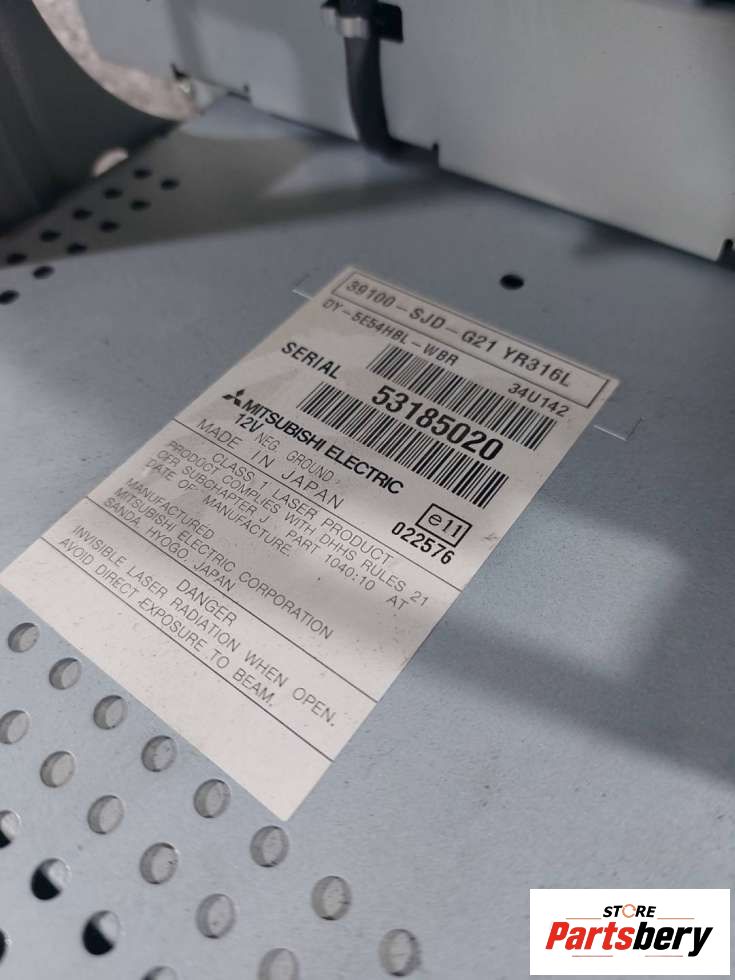 39100-SJD-G21 YR316L
DY-5E54HBL-WBR
34U142
SERIAL 53185020
MITSUBISHI ELECTRIC
12V NEG. GROUND
MADE IN JAPAN
e11
022576
CLASS 1 LASER PRODUCT
PRODUCT COMPLIES WITH DHHS RULES 21
CFR SUBCHAPTER J, PART 1040:10 AT
DATE OF MANUFACTURE.
MANUFACTURED
MITSUBISHI ELECTRIC CORPORATION
SANDA, HYOGO, JAPAN
DANGER
INVISIBLE LASER RADIATION WHEN OPEN.
AVOID DIRECT EXPOSURE TO BEAM.
STORE
Partsbery